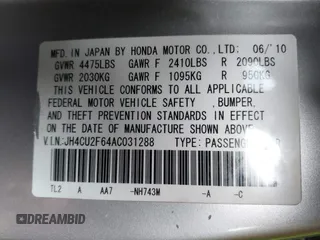 MFD. IN JAPAN BY HONDA MOTOR CO.,LTD: 06/10
GVWR 4475LBS GAWR F 2410LBS R 2090LBS
GVWR 2030KG GAWR F 1095KG R 950KG
THIS VEHICLE CONFORMS TO ALL APPLICABLE
FEDERAL MOTOR VEHICLE SAFETY ,BUMPER,
AND THEFT PREVENTION STANDARDS IN EFFECT
ON THE DATE OF MANUFACTURE SHOWN ABOVE.
V.I.N:JH4CU2F64AC031288 TYPE:
TL2 A AA7 -NH743M -A -C
DREAMBID